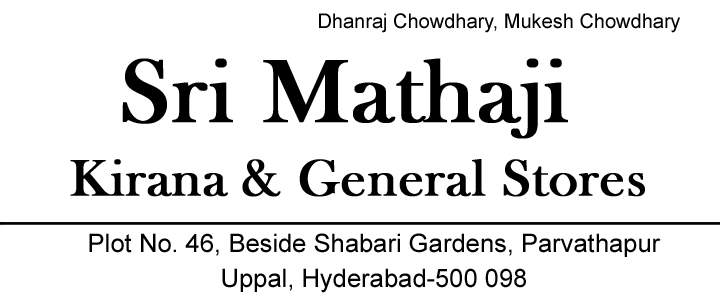 Dhanraj Chowdhary, Mukesh Chowdhary
Sri Mathaji
Kirana & General Stores
Plot No. 46, Beside Shabari Gardens, Parvathapur
Uppal, Hyderabad-500 098